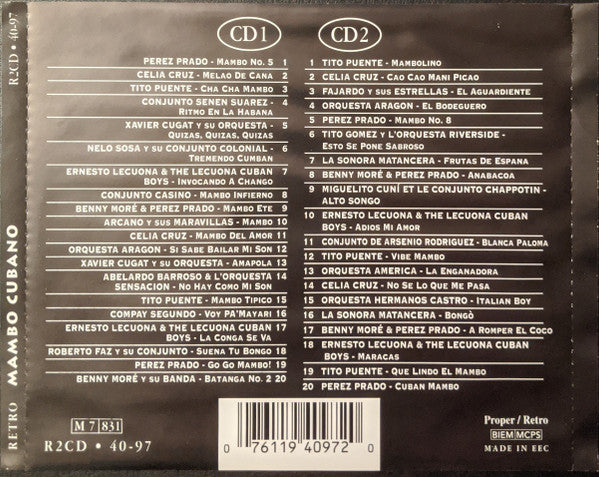 RETRO MAMBO CUBANO R2CD • 40-97
CD1
PEREZ PRADO - MAMBO NO. 5 1
CELIA CRUZ - MELAO DE CANA 2
TITO PUENTE - CHA CHA MAMBO 3
CONJUNTO SENEN SUAREZ - 4
RITMO EN LA HABANA
XAVIER CUGAT Y SU ORQUESTA - 5
QUIZAS, QUIZAS, QUIZAS
NELO SOSA Y SU CONJUNTO COLONIAL - 6
TREMENDO CUMBAN
ERNESTO LECUONA & THE LECUONA CUBAN 7
BOYS - INVOCANDO A CHANGO
CONJUNTO CASINO - MAMBO INFIERNO 8
BENNY MORÉ & PEREZ PRADO - MAMBO ETE 9
ARCANO Y SUS MARAVILLAS - MAMBO 10
CELIA CRUZ - MAMBO DEL AMOR 11
ORQUESTA ARAGON - SI SABE BAILAR MI SON 12
XAVIER CUGAT Y SU ORQUESTA - AMAPOLA 13
ABELARDO BARROSO & L'ORQUESTA 14
SENSACION - NO HAY COMO MI SON
TITO PUENTE - MAMBO TIPICO 15
COMPAY SEGUNDO - VOY PA'MAYARI 16
ERNESTO LECUONA & THE LECUONA CUBAN 17
BOYS - LA CONGA SE VA
ROBERTO FAZ Y SU CONJUNTO - SUENA TU BONGO 18
PEREZ PRADO - GO GO MAMBO! 19
BENNY MORÉ Y SU BANDA - BATANGA NO. 2 20
CD2
1 TITO PUENTE - MAMBOLINO
2 CELIA CRUZ - CAO CAO MANI PICAO
3 FAJARDO Y SUS ESTRELLAS - EL AGUARDIENTE
4 ORQUESTA ARAGON - EL BODEGUERO
5 PEREZ PRADO - MAMBO NO. 8
6 TITO GOMEZ Y L'ORQUESTA RIVERSIDE -
ESTO SE PONE SABROSO
7 LA SONORA MATANCERA - FRUTAS DE ESPANA
8 BENNY MORÉ & PEREZ PRADO - ANABACOA
9 MIGUELITO CUNÍ ET LE CONJUNTO CHAPPOTIN -
ALTO SONGO
10 ERNESTO LECUONA & THE LECUONA CUBAN
BOYS - ADIOS MI AMOR
11 CONJUNTO DE ARSENIO RODRIGUEZ - BLANCA PALOMA
12 TITO PUENTE - VIBE MAMBO
13 ORQUESTA AMERICA - LA ENGANADORA
14 CELIA CRUZ - NO SE LO QUE ME PASA
15 ORQUESTA HERMANOS CASTRO - ITALIAN BOY
16 LA SONORA MATANCERA - BONGÒ
17 BENNY MORÉ & PEREZ PRADO - A ROMPER EL COCO
18 ERNESTO LECUONA & THE LECUONA CUBAN
BOYS - MARACAS
19 TITO PUENTE - QUE LINDO EL MAMBO
20 PEREZ PRADO - CUBAN MAMBO
M 7 831
R2CD • 40-97
0 76119 40972 0
Proper / Retro
BIEM MCPS
MADE IN EEC